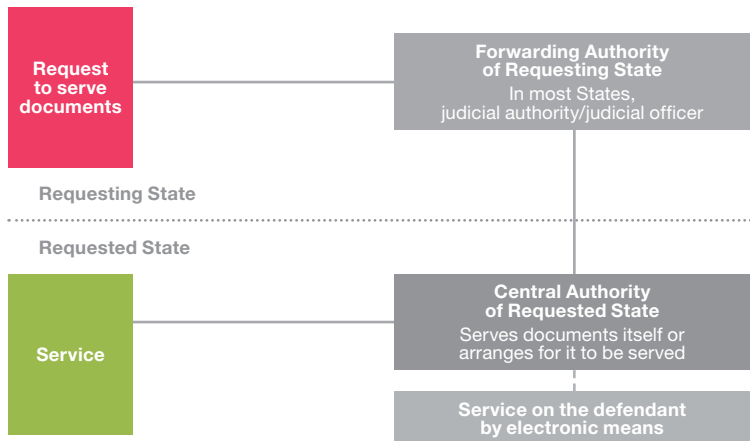 Request
to serve
documents
Forwarding Authority
of Requesting State
In most States,
judicial authority/judicial officer
Requesting State
Requested State
Service
Central Authority
of Requested State
Serves documents itself or
arranges for it to be served
Service on the defendant
by electronic means